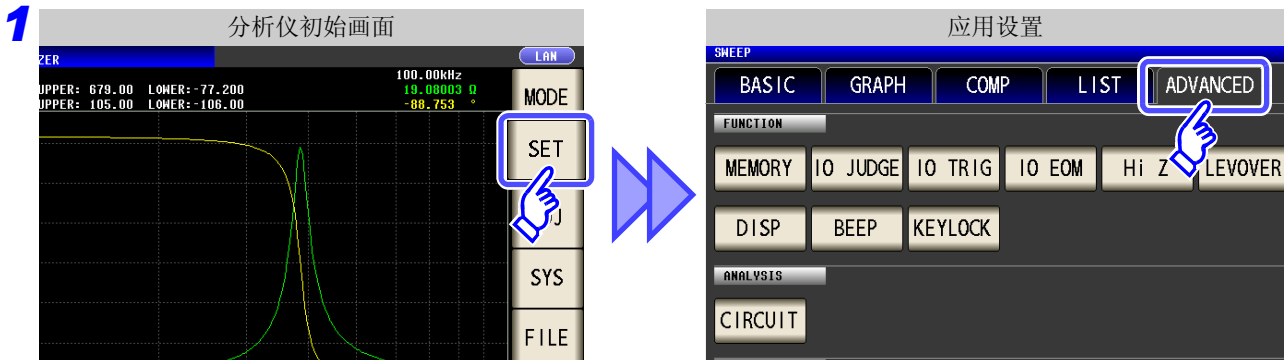 1
分析仪初始画面
ZER
LAN
UPPER: 679.00 LOWER:-77.200
UPPER: 105.00 LOWER:-106.00
100.00kHz
19.08003 Ω
-88.753 °
MODE
SET
SYS
FILE
应用设置
SWEEP
BASIC GRAPH COMP LIST ADVANCED
FUNCTION
MEMORY IO JUDGE IO TRIG IO EOM Hi Z LEVOVER
DISP BEEP KEYLOCK
ANALYSIS
CIRCUIT